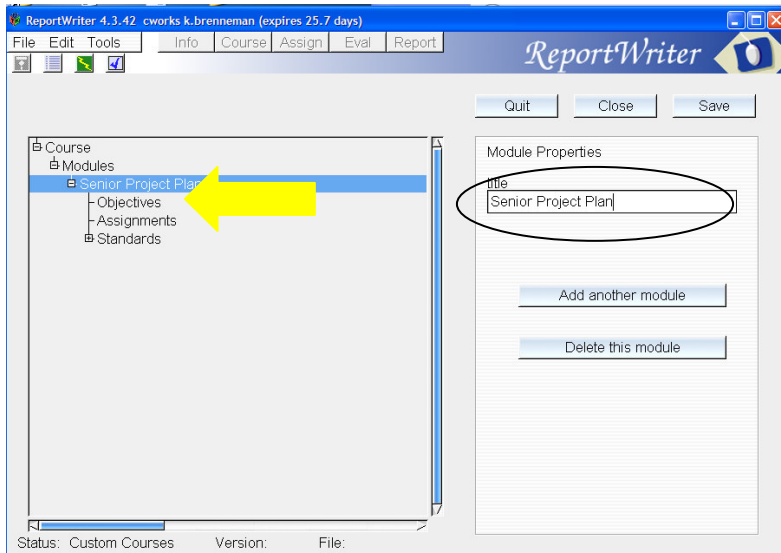 ReportWriter 4.3.42 cworks k.brenneman (expires 25.7 days)
File Edit Tools Info Course Assign Eval Report
ReportWriter
Quit Close Save
Course
Modules
Senior Project Plan
Objectives
Assignments
Standards
Module Properties
title
Senior Project Plan
Add another module
Delete this module
Status: Custom Courses Version: File: